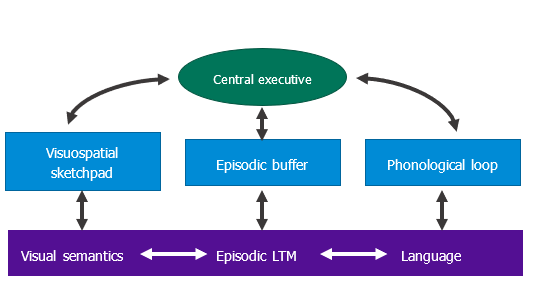 Central executive
Visuospatial
sketchpad
Episodic buffer
Phonological loop
Visual semantics
Episodic LTM
Language